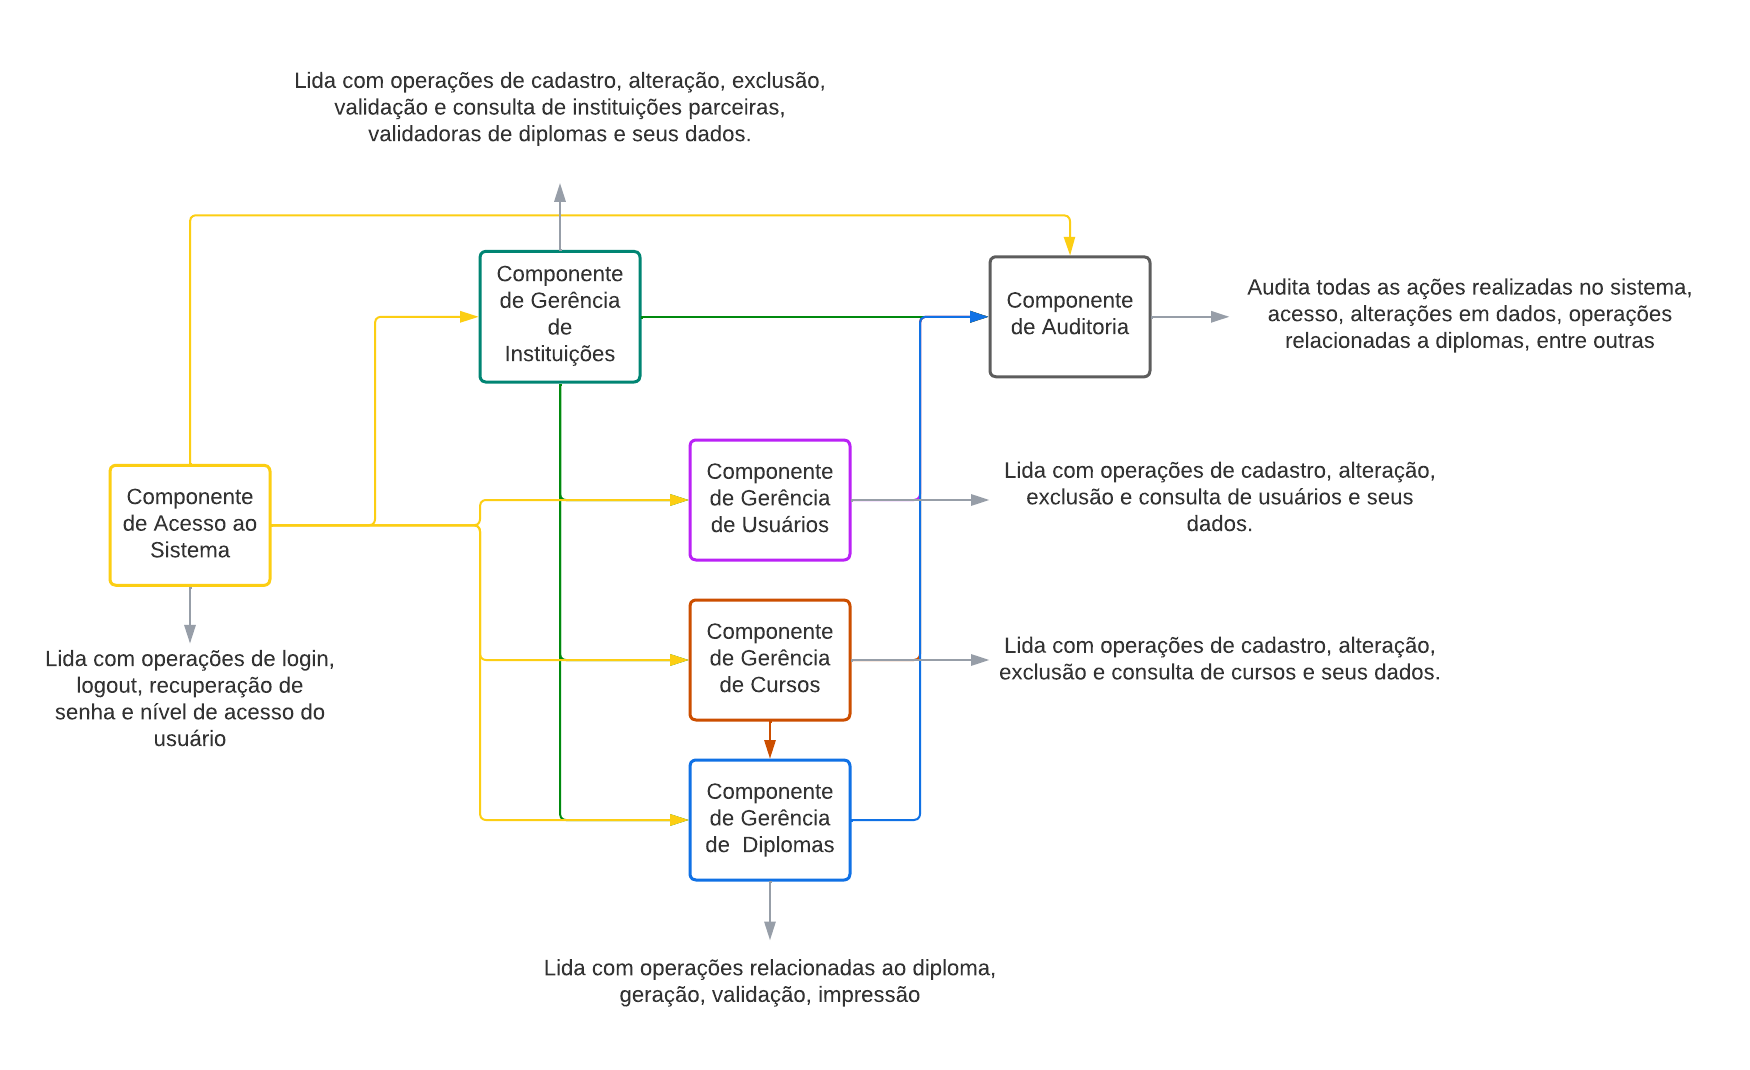 Lida com operações de cadastro, alteração, exclusão,
validação e consulta de instituições parceiras,
validadoras de diplomas e seus dados.
Componente
de Gerência
de
Instituições
Componente
de Auditoria
Audita todas as ações realizadas no sistema,
acesso, alterações em dados, operações
relacionadas a diplomas, entre outras
Componente
de Acesso ao
Sistema
Componente
de Gerência
de Usuários
Lida com operações de cadastro, alteração,
exclusão e consulta de usuários e seus
dados.
Lida com operações de login,
logout, recuperação de
senha e nível de acesso do
usuário
Componente
de Gerência
de Cursos
Lida com operações de cadastro, alteração,
exclusão e consulta de cursos e seus dados.
Componente
de Gerência
de  Diplomas
Lida com operações relacionadas ao diploma,
geração, validação, impressão